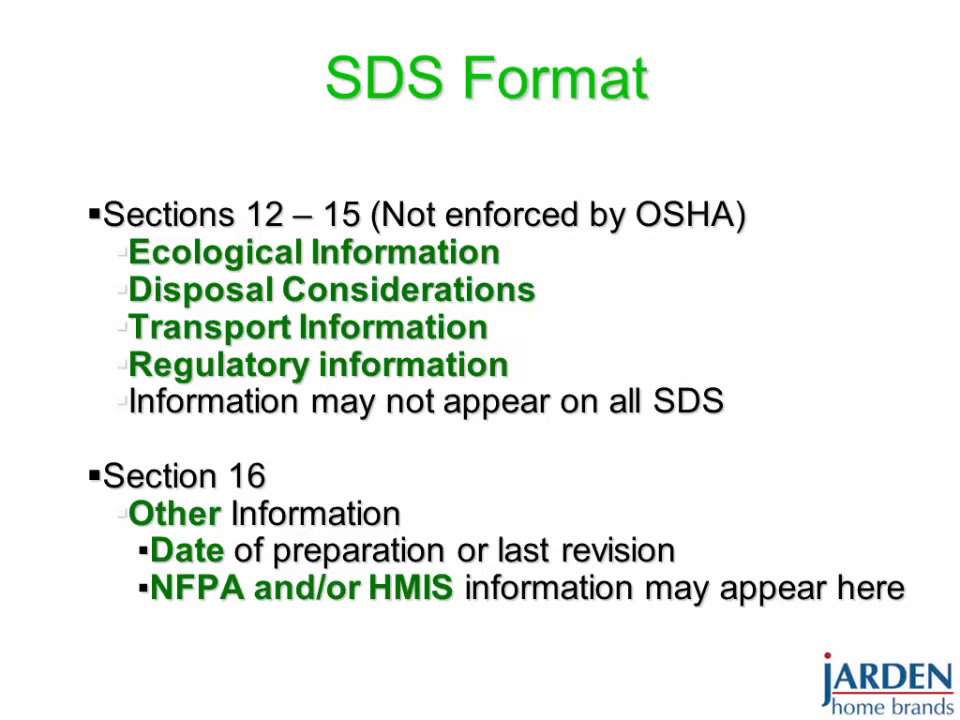 SDS Format
▪Sections 12 – 15 (Not enforced by OSHA)
▪Ecological Information
▪Disposal Considerations
▪Transport Information
▪Regulatory information
▪Information may not appear on all SDS
▪Section 16
▪Other Information
▪Date of preparation or last revision
▪NFPA and/or HMIS information may appear here
jARDEN
home brands